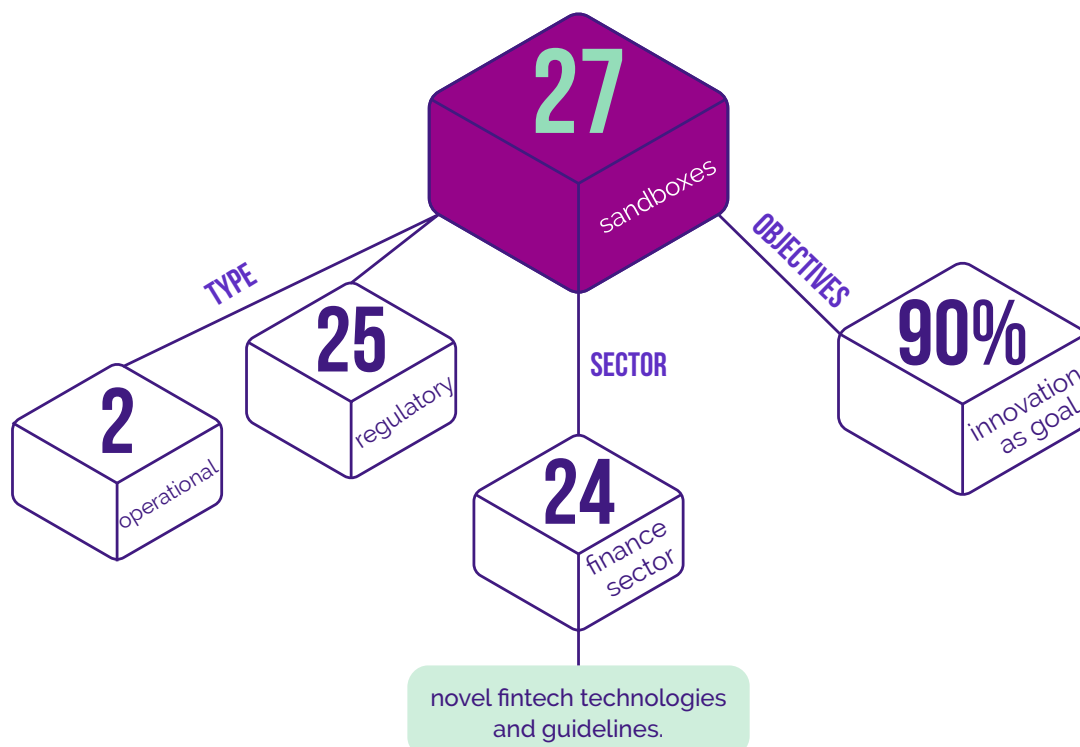 27
sandboxes
TYPE
2
operational
25
regulatory
SECTOR
24
finance
sector
novel fintech technologies
and guidelines.
OBJECTIVES
90%
innovation
as goal